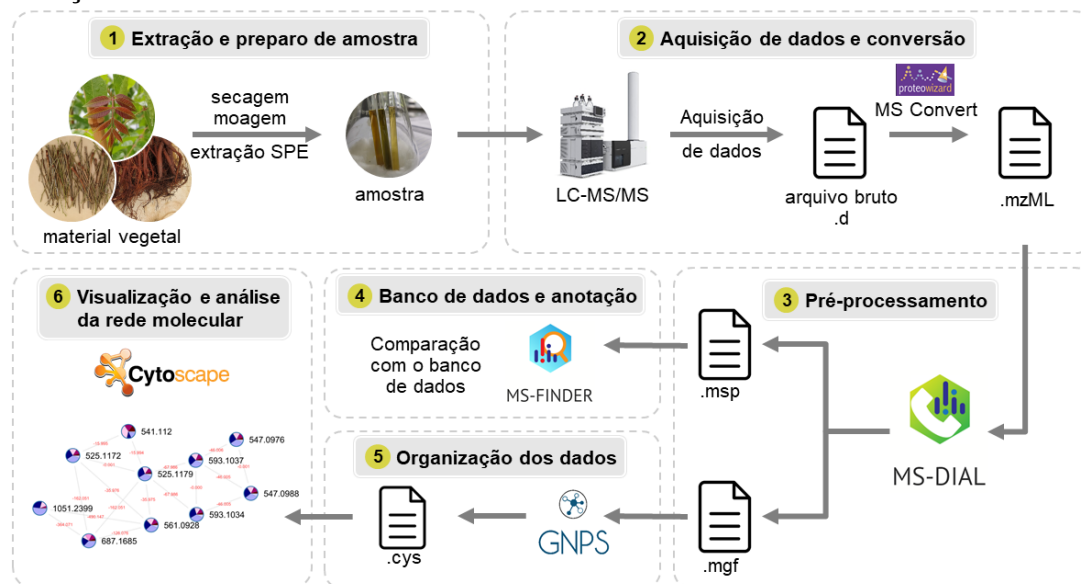 1 Extração e preparo de amostra
secagem
moagem
extração SPE
amostra
material vegetal
2 Aquisição de dados e conversão
LC-MS/MS
Aquisição
de dados
arquivo bruto
.d
proteowizard
MS Convert
.mzML
3 Pré-processamento
MS-DIAL
.msp
.mgf
4 Banco de dados e anotação
Comparação
com o banco
de dados
MS-FINDER
5 Organização dos dados
GNPS
.cys
6 Visualização e análise
da rede molecular
Cytoscape
541.112
547.0976
525.1172
593.1037
525.1179
547.0988
1051.2399
593.1034
561.0928
687.1685